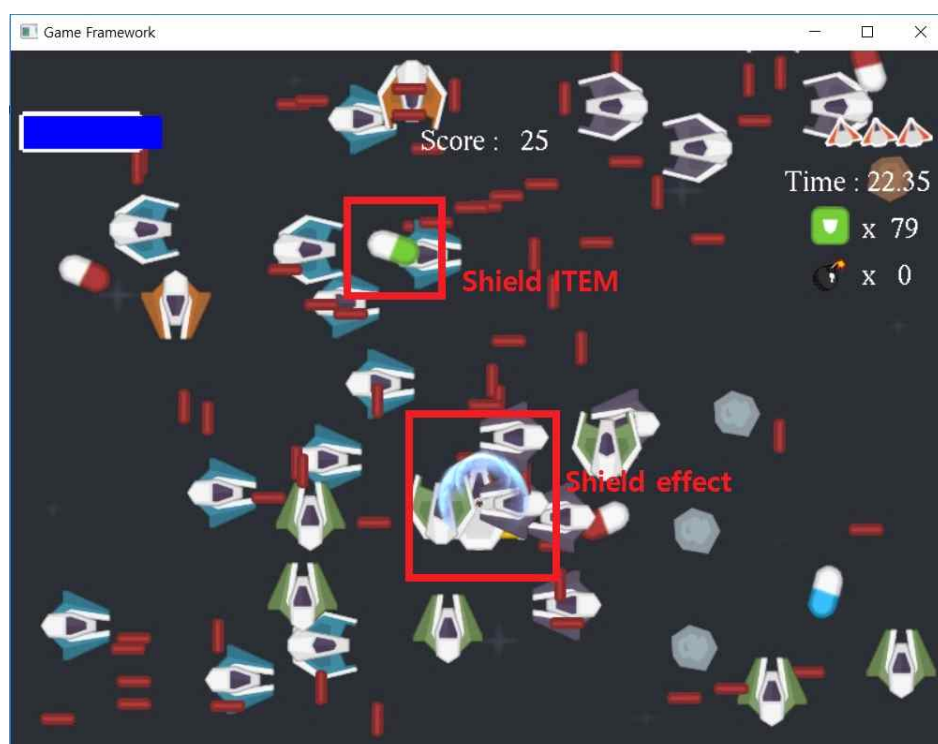 Game Framework
Score : 25
Time : 22.35
x 79
x 0
Shield ITEM
Shield effect